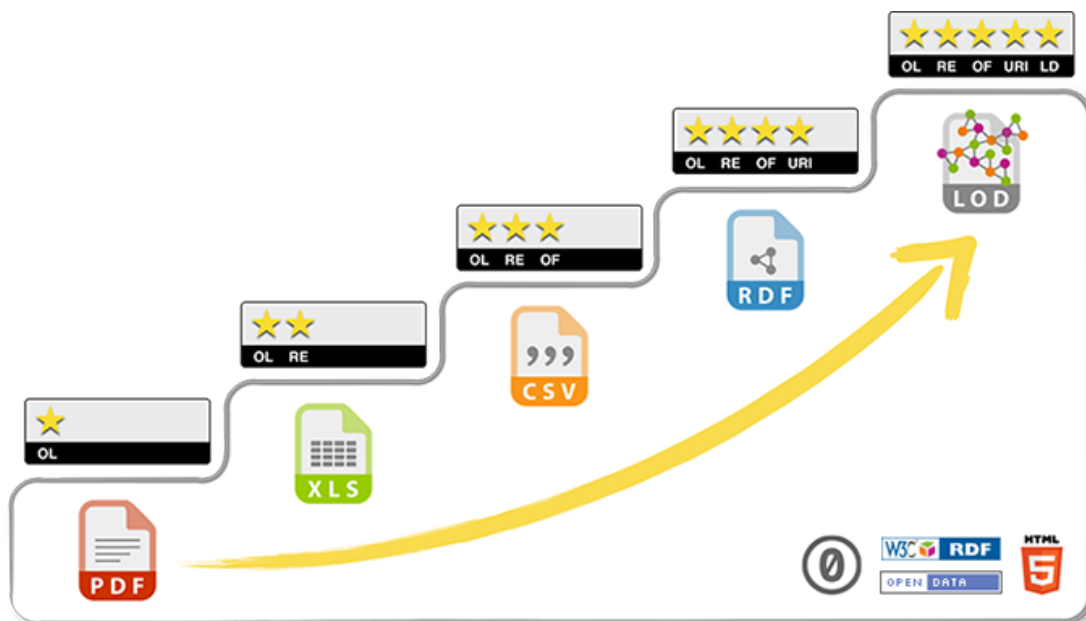 OL RE OF URI LD
LOD
OL RE OF URI
RDF
OL RE OF
CSV
OL RE
XLS
OL
PDF
0
W3C RDF
OPEN DATA
HTML
5